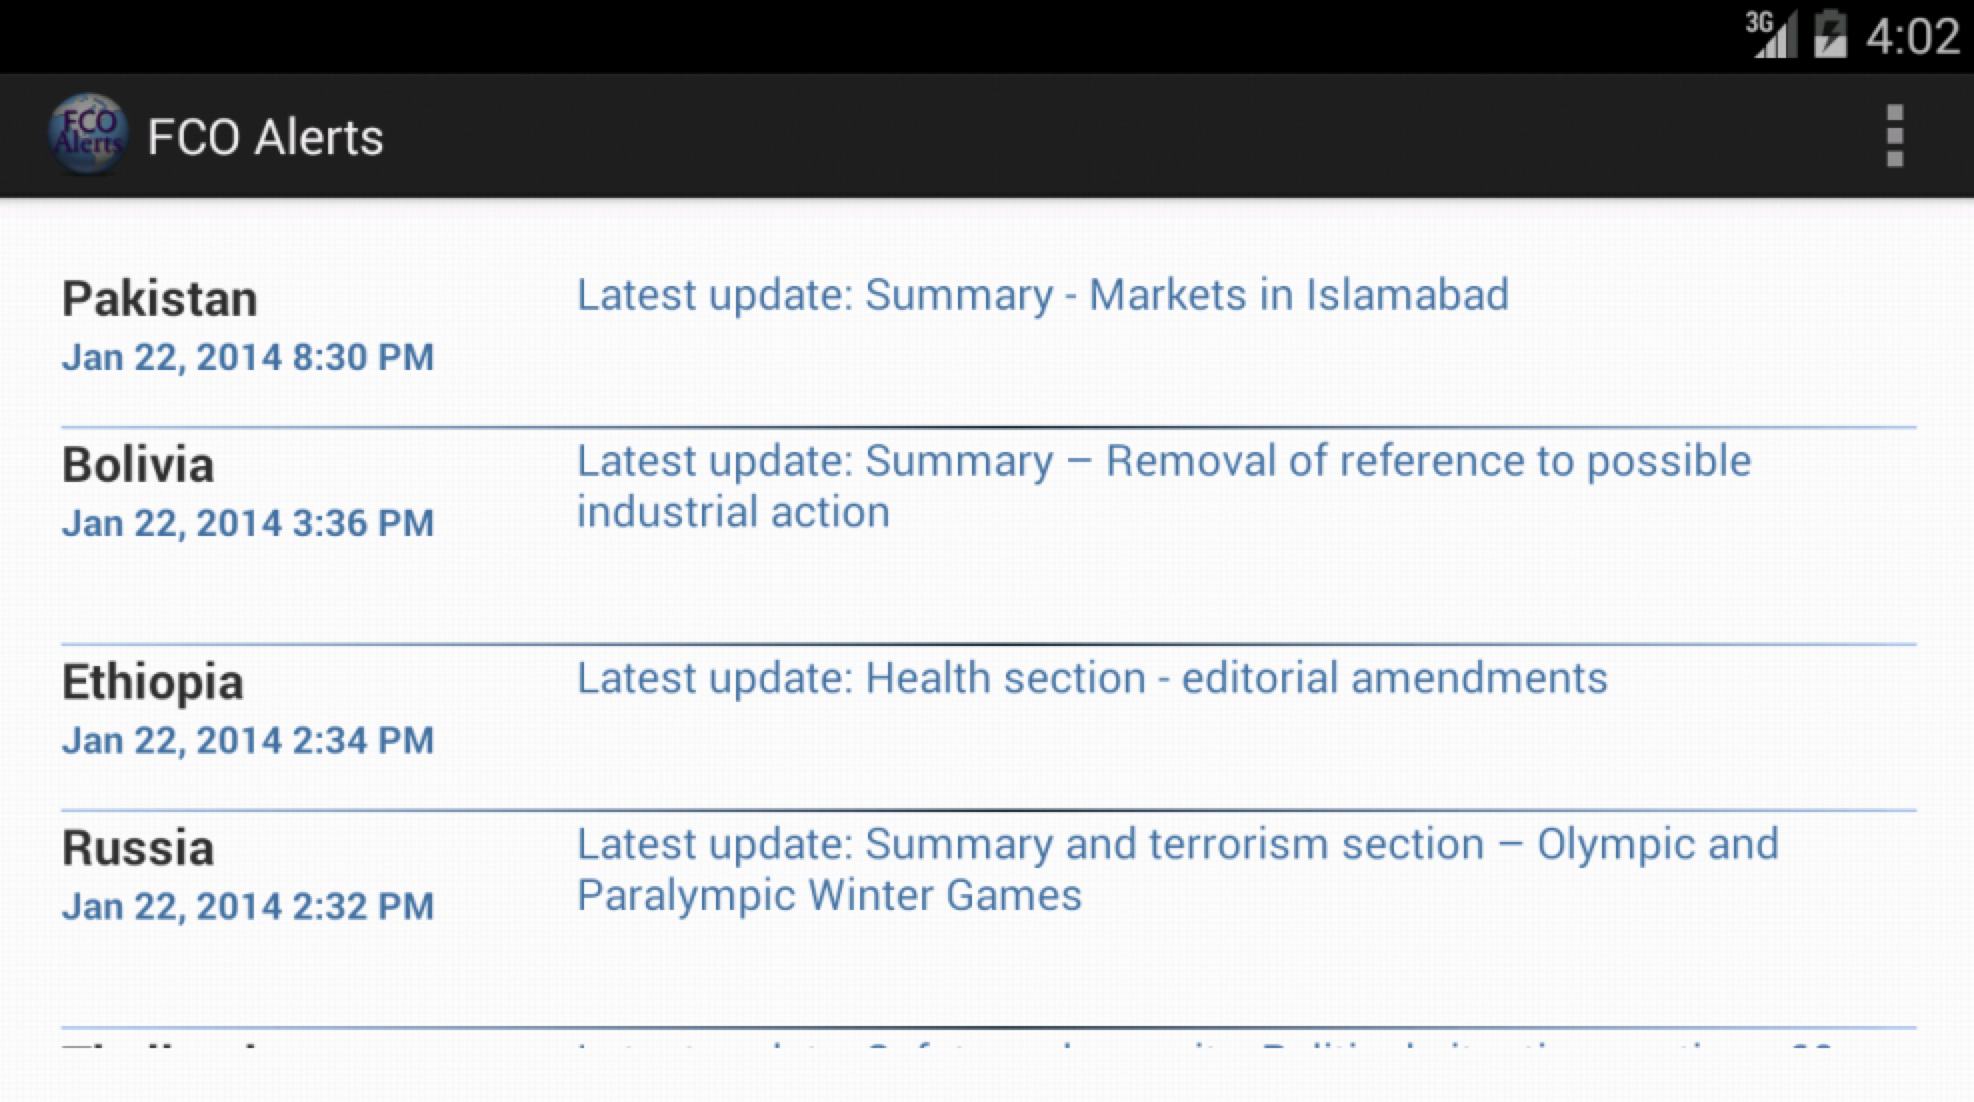 3G 4:02
FCO Alerts
FCO Alerts
Pakistan
Jan 22, 2014 8:30 PM
Latest update: Summary - Markets in Islamabad
Bolivia
Jan 22, 2014 3:36 PM
Latest update: Summary – Removal of reference to possible
industrial action
Ethiopia
Jan 22, 2014 2:34 PM
Latest update: Health section - editorial amendments
Russia
Jan 22, 2014 2:32 PM
Latest update: Summary and terrorism section – Olympic and
Paralympic Winter Games